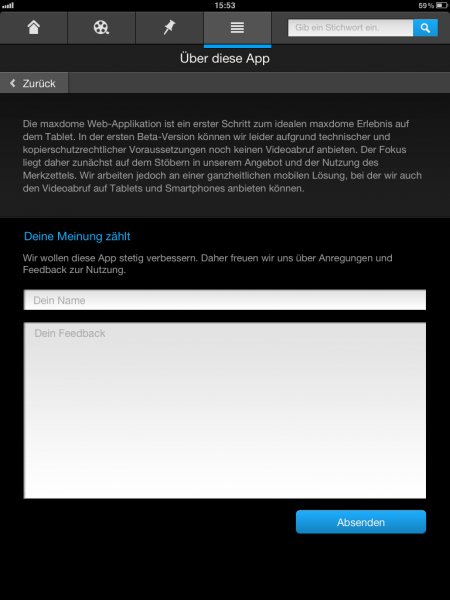 15:53
59 %
Gib ein Stichwort ein.
Über diese App
Zurück
Die maxdome Web-Applikation ist ein erster Schritt zum idealen maxdome Erlebnis auf
dem Tablet. In der ersten Beta-Version können wir leider aufgrund technischer und
kopierschutzrechtlicher Voraussetzungen noch keinen Videoabruf anbieten. Der Fokus
liegt daher zunächst auf dem Stöbern in unserem Angebot und der Nutzung des
Merkzettels. Wir arbeiten jedoch an einer ganzheitlichen mobilen Lösung, bei der wir auch
den Videoabruf auf Tablets und Smartphones anbieten können.
Deine Meinung zählt
Wir wollen diese App stetig verbessern. Daher freuen wir uns über Anregungen und
Feedback zur Nutzung.
Dein Name
Dein Feedback
Absenden